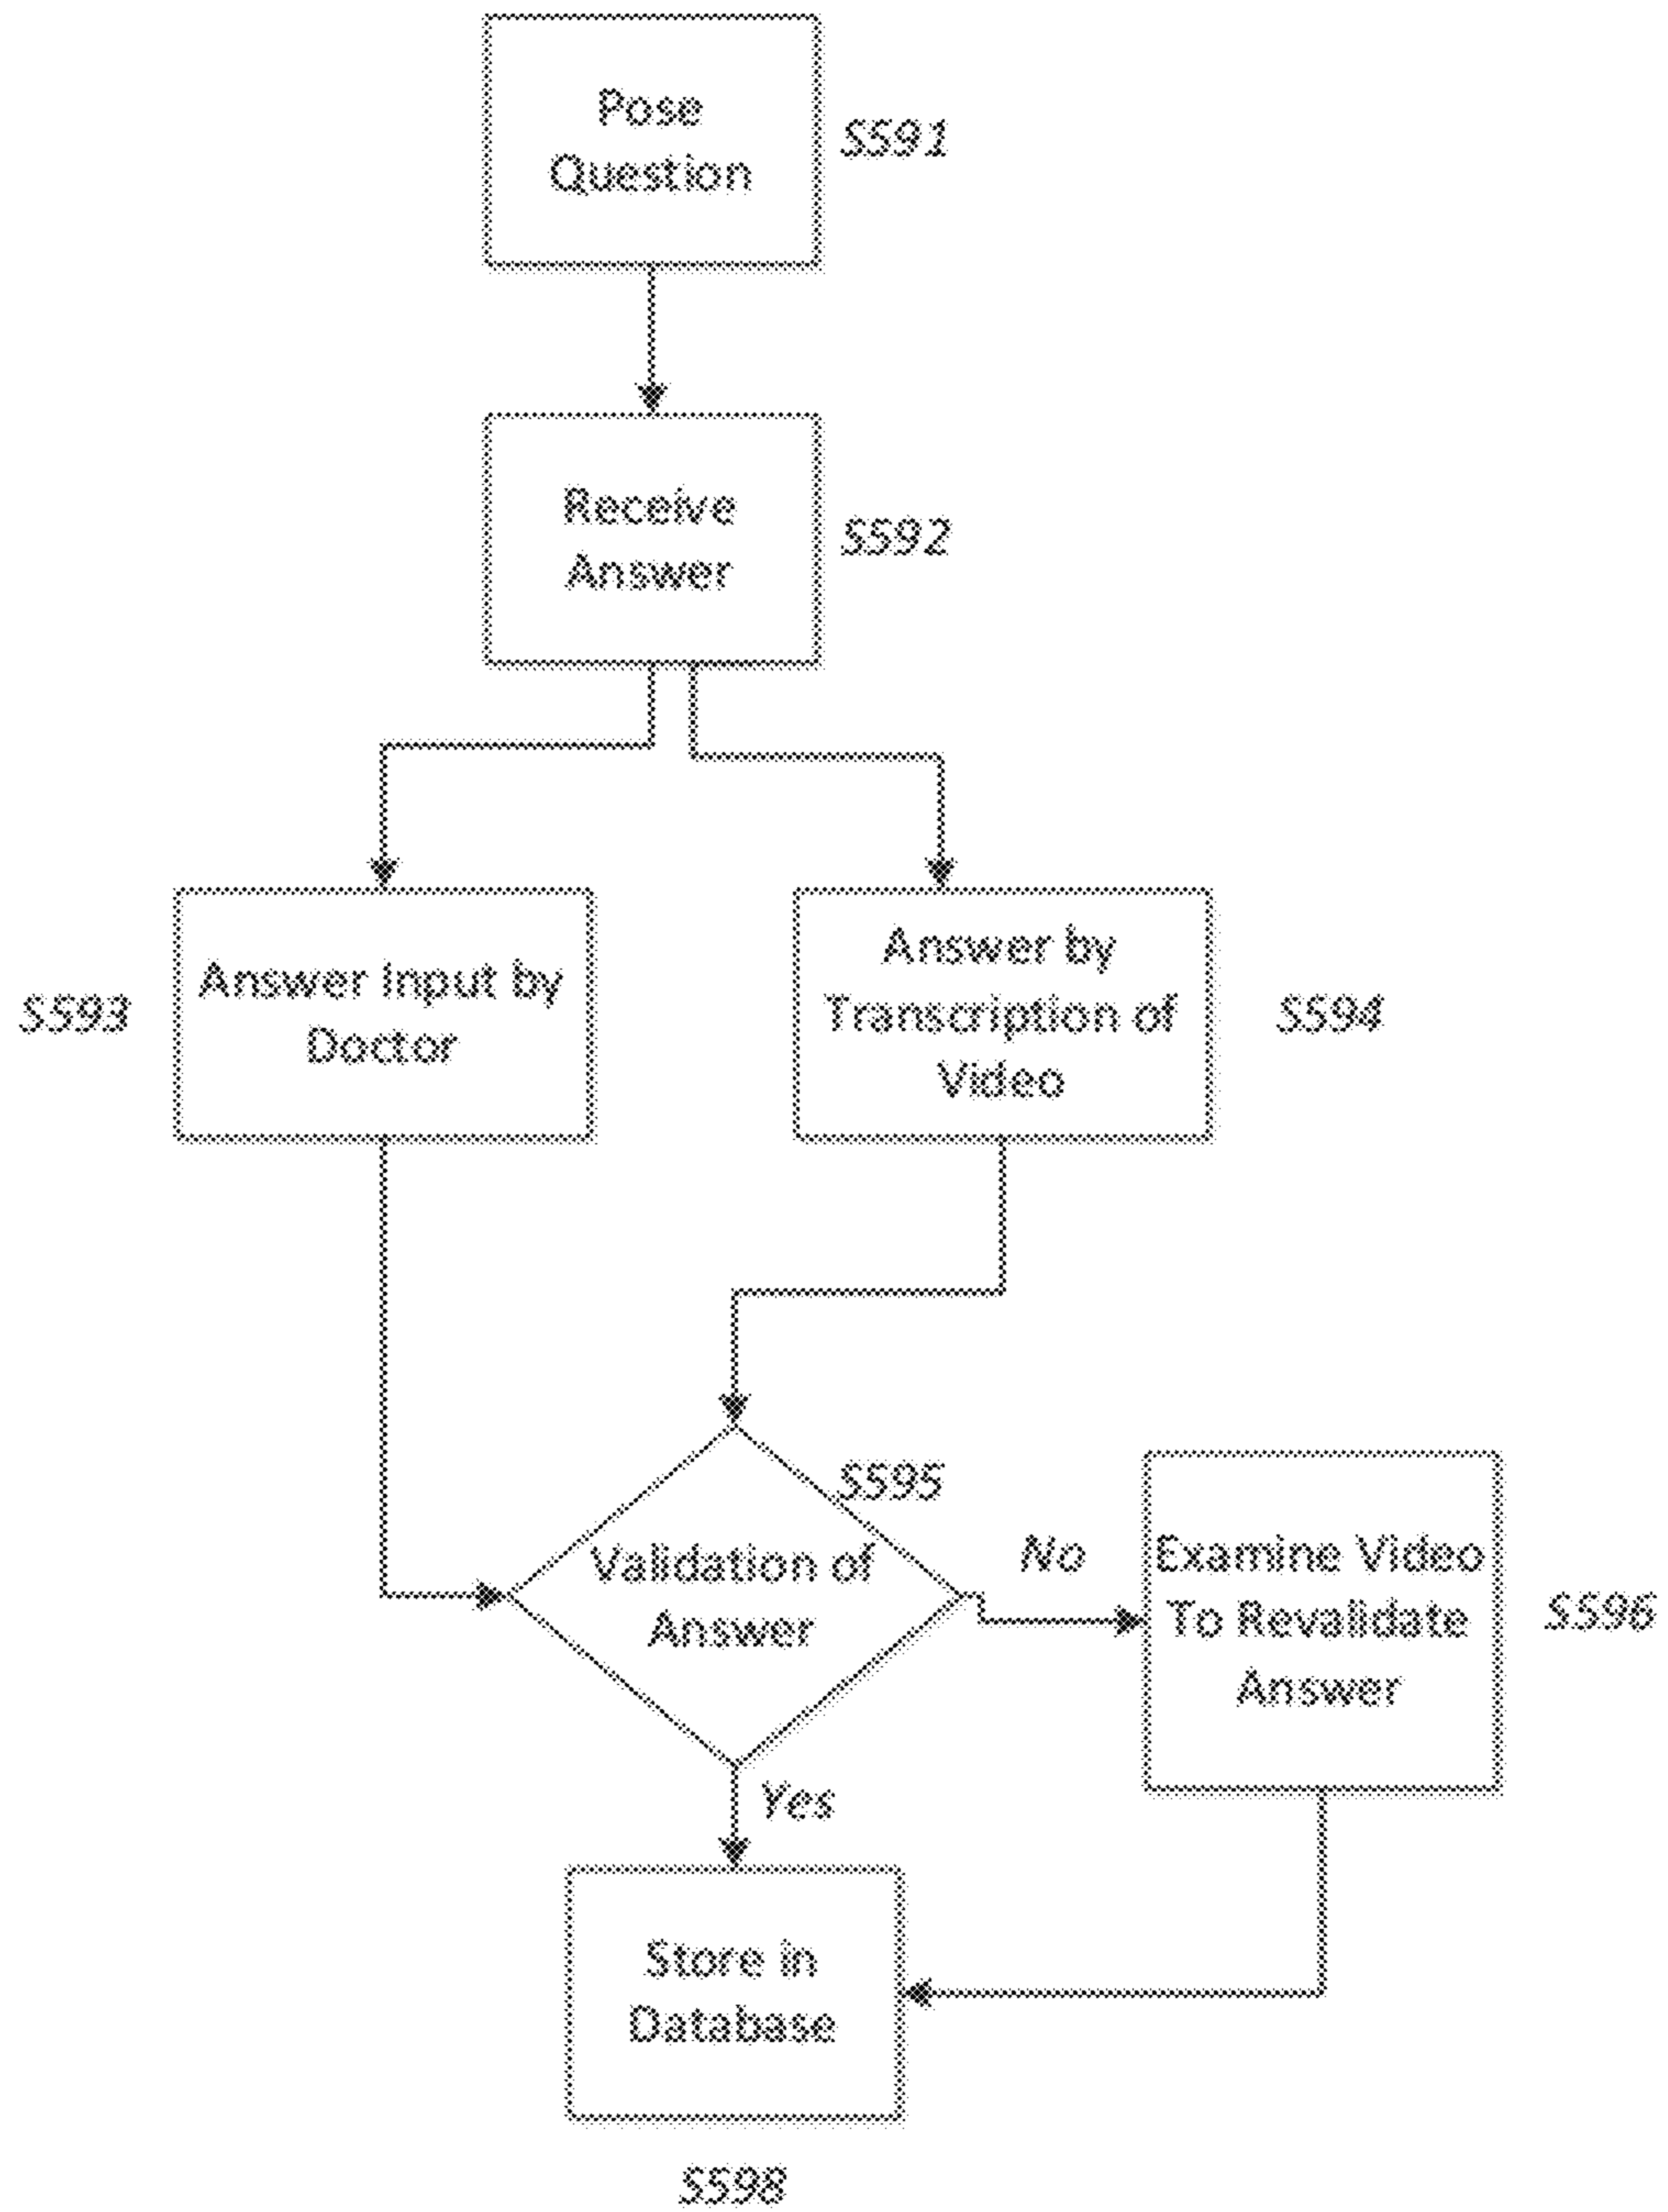 Pose
Question
S591
Receive
Answer
S592
Answer Input by
Doctor
S593
Answer by
Transcription of
Video
S594
S595
Validation of
Answer
No
Examine Video
To Revalidate
Answer
S596
Yes
Store in
Database
S598